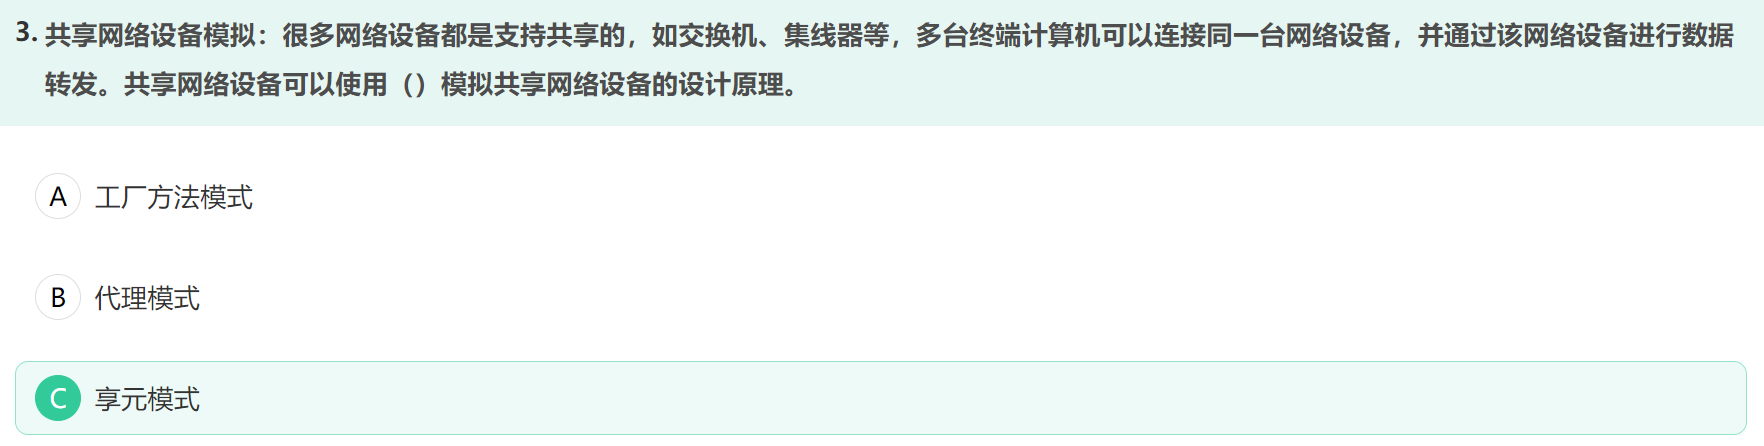 3. 共享网络设备模拟：很多网络设备都是支持共享的，如交换机、集线器等，多台终端计算机可以连接同一台网络设备，并通过该网络设备进行数据
转发。共享网络设备可以使用（）模拟共享网络设备的设计原理。
A 工厂方法模式
B 代理模式
C 享元模式